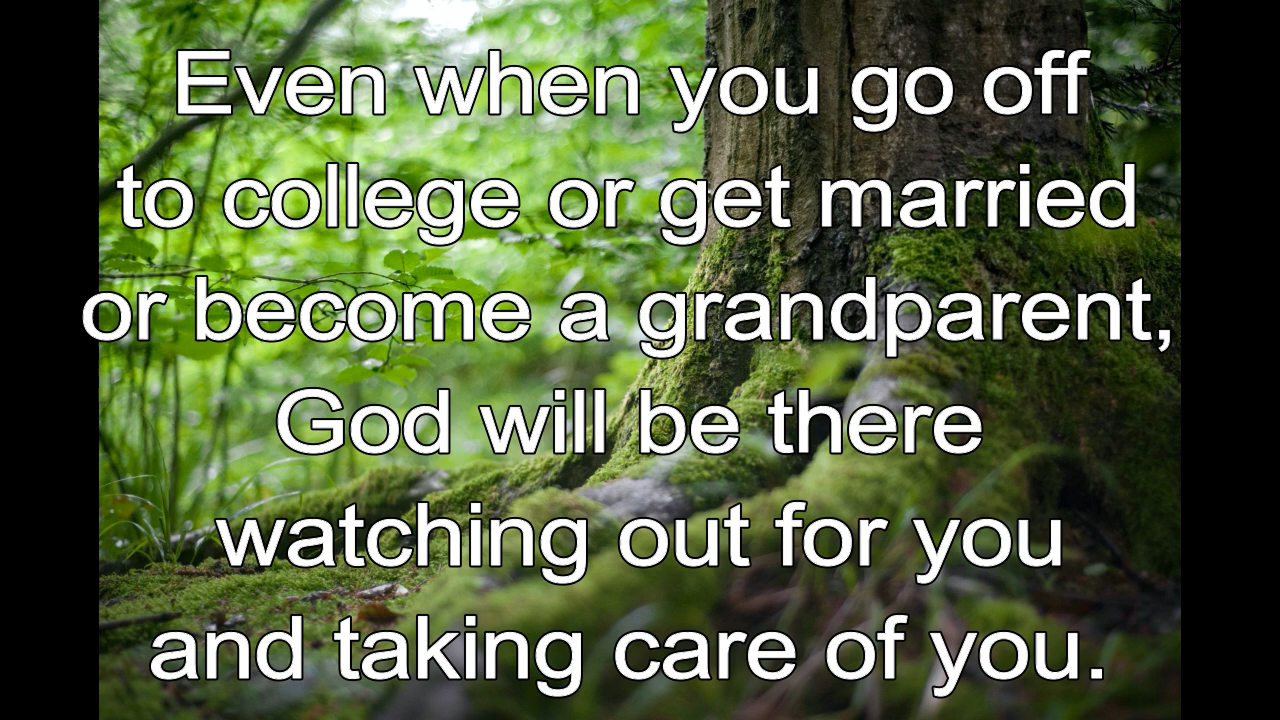 Even when you go off
to college or get married
or become a grandparent,
God will be there
watching out for you
and taking care of you.